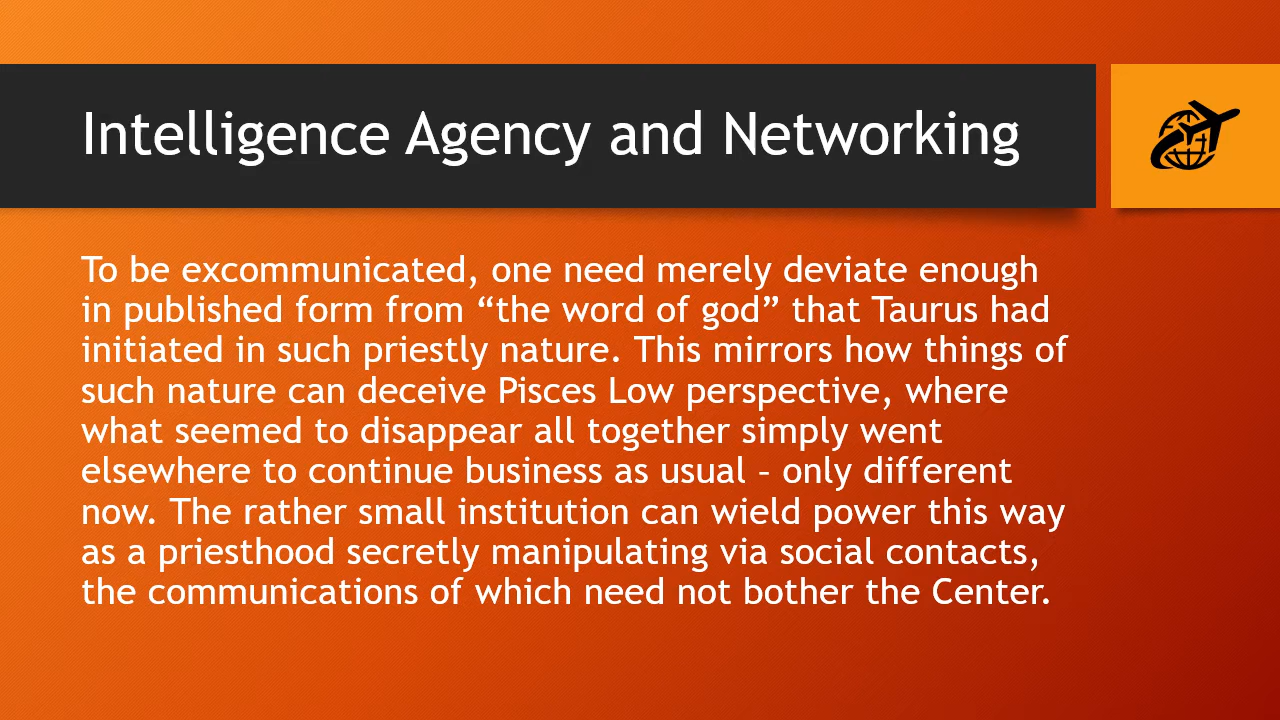 Intelligence Agency and Networking
To be excommunicated, one need merely deviate enough
in published form from “the word of god” that Taurus had
initiated in such priestly nature. This mirrors how things of
such nature can deceive Pisces Low perspective, where
what seemed to disappear all together simply went
elsewhere to continue business as usual – only different
now. The rather small institution can wield power this way
as a priesthood secretly manipulating via social contacts,
the communications of which need not bother the Center.